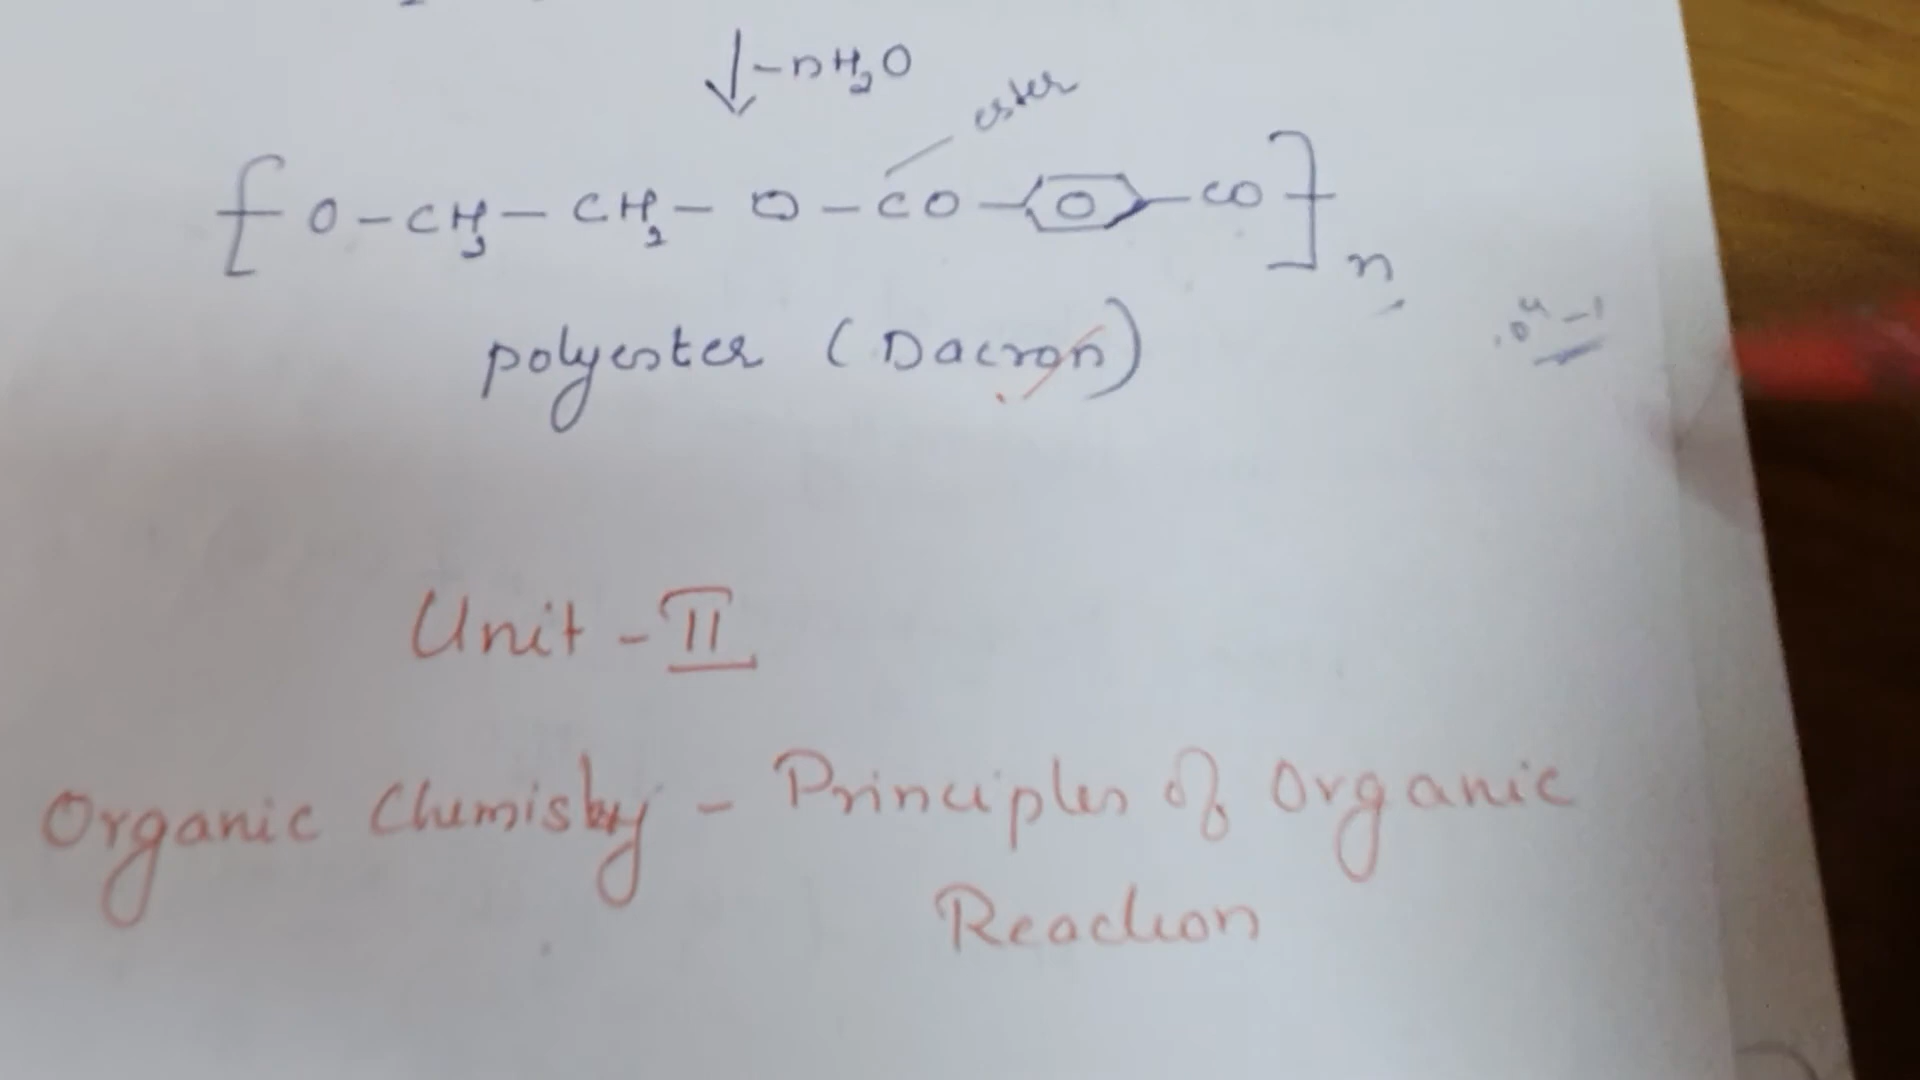 ↓ -nH₂O
ester
[O-CH₂-CH₂-O-CO-⌬-CO]n
polyester (Dacron)
Unit - II
Organic Chemistry - Principles of Organic
Reaction